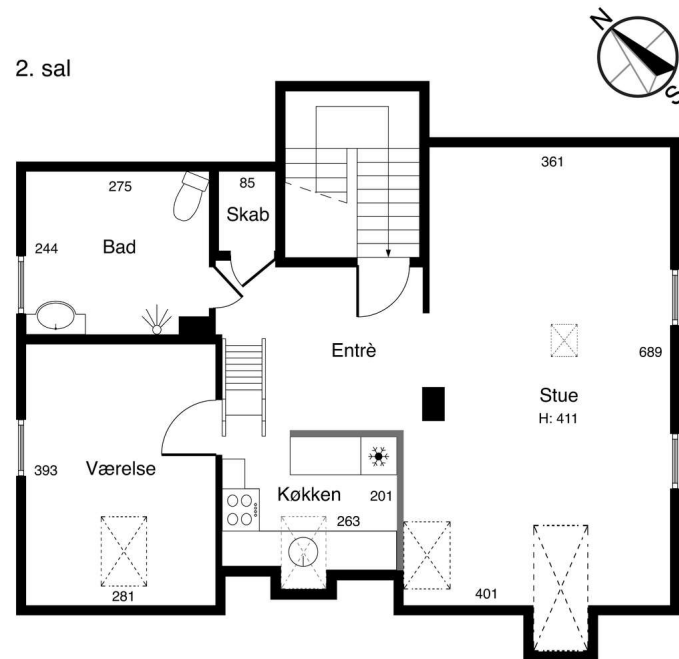 N
S
2. sal
361
275
85
Skab
244
Bad
Entrè
689
Stue
H: 411
393
Værelse
Køkken
201
263
281
401